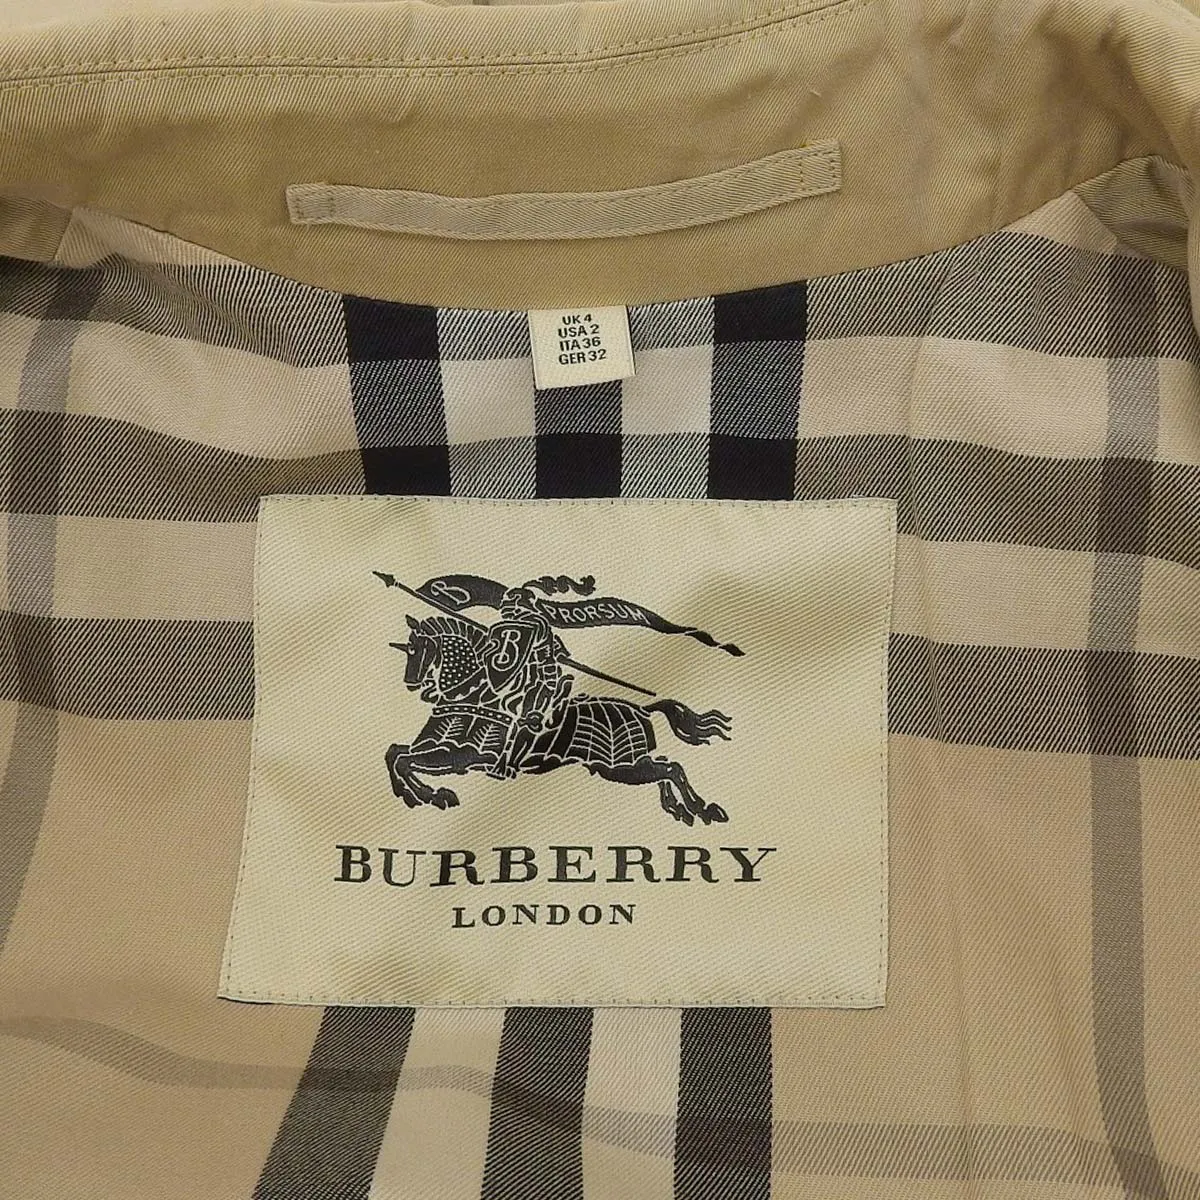 UK 4
USA 2
ITA 36
GER 32
B PRORSUM
B
BURBERRY
LONDON